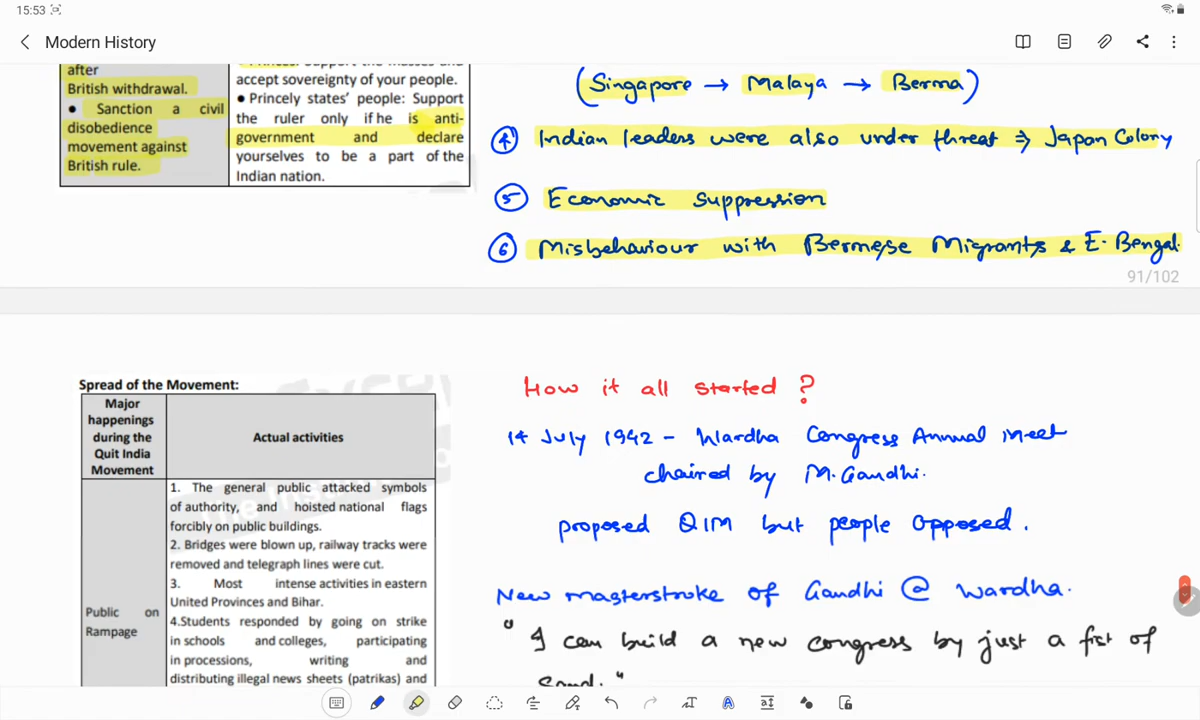 15:53
Modern History
after
British withdrawal.
• Sanction a civil
disobedience
movement against
British rule.
accept sovereignty of your people.
• Princely states' people: Support
the ruler only if he is anti-
government and declare
yourselves to be a part of the
Indian nation.
(Singapore → Malaya → Berma)
④ Indian leaders were also under threat ⇒ Japan Colony
⑤ Economic suppression
⑥ Misbehaviour with Bermese Migrants & E. Bengal.
91/102
Spread of the Movement:
Major
happenings
during the
Quit India
Movement
Actual activities
Public on
Rampage
1. The general public attacked symbols
of authority, and hoisted national flags
forcibly on public buildings.
2. Bridges were blown up, railway tracks were
removed and telegraph lines were cut.
3. Most intense activities in eastern
United Provinces and Bihar.
4.Students responded by going on strike
in schools and colleges, participating
in processions, writing and
distributing illegal news sheets (patrikas) and
How it all started ?
14 July 1942 - Wardha Congress Annual meet
chaired by M. Gandhi.
proposed QIM but people opposed.
New masterstroke of Gandhi @ Wardha.
" I can build a new congress by just a fist of
Sand. "